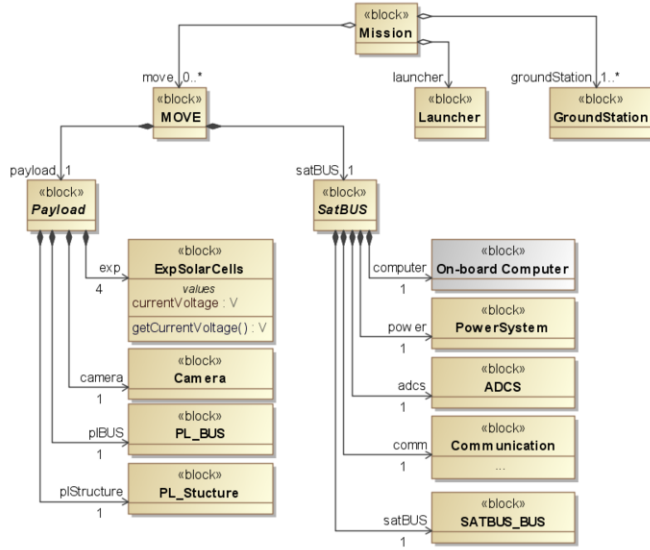 «block»
Mission
move 0..*
launcher
groundStation 1..*
«block»
MOVE
«block»
Launcher
«block»
GroundStation
payload 1
satBUS 1
«block»
Payload
«block»
SatBUS
exp
4
«block»
ExpSolarCells
values
currentVoltage : V
getCurrentVoltage() : V
camera
1
«block»
Camera
plBUS
1
«block»
PL_BUS
plStructure
1
«block»
PL_Stucture
computer
1
«block»
On-board Computer
power
1
«block»
PowerSystem
adcs
1
«block»
ADCS
comm
1
«block»
Communication
...
satBUS
1
«block»
SATBUS_BUS